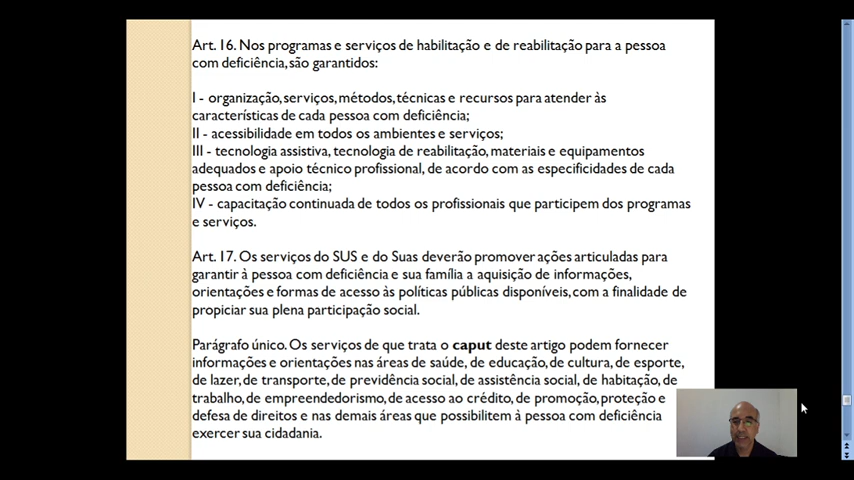 Art. 16. Nos programas e serviços de habilitação e de reabilitação para a pessoa
com deficiência, são garantidos:
I - organização, serviços, métodos, técnicas e recursos para atender às
características de cada pessoa com deficiência;
II - acessibilidade em todos os ambientes e serviços;
III - tecnologia assistiva, tecnologia de reabilitação, materiais e equipamentos
adequados e apoio técnico profissional, de acordo com as especificidades de cada
pessoa com deficiência;
IV - capacitação continuada de todos os profissionais que participem dos programas
e serviços.
Art. 17. Os serviços do SUS e do Suas deverão promover ações articuladas para
garantir à pessoa com deficiência e sua família a aquisição de informações,
orientações e formas de acesso às políticas públicas disponíveis, com a finalidade de
propiciar sua plena participação social.
Parágrafo único. Os serviços de que trata o caput deste artigo podem fornecer
informações e orientações nas áreas de saúde, de educação, de cultura, de esporte,
de lazer, de transporte, de previdência social, de assistência social, de habitação, de
trabalho, de empreendedorismo, de acesso ao crédito, de promoção, proteção e
defesa de direitos e nas demais áreas que possibilitem à pessoa com deficiência
exercer sua cidadania.